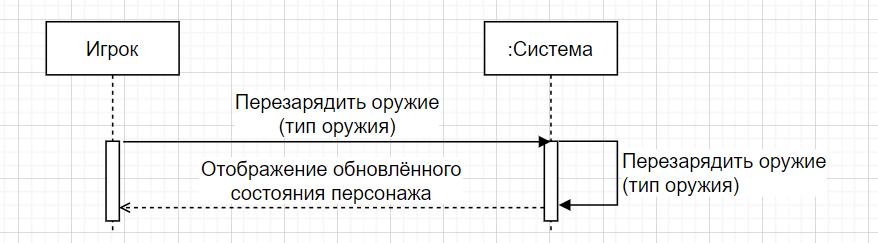 Игрок
:Система
Перезарядить оружие
(тип оружия)
Отображение обновлённого
состояния персонажа
Перезарядить оружие
(тип оружия)